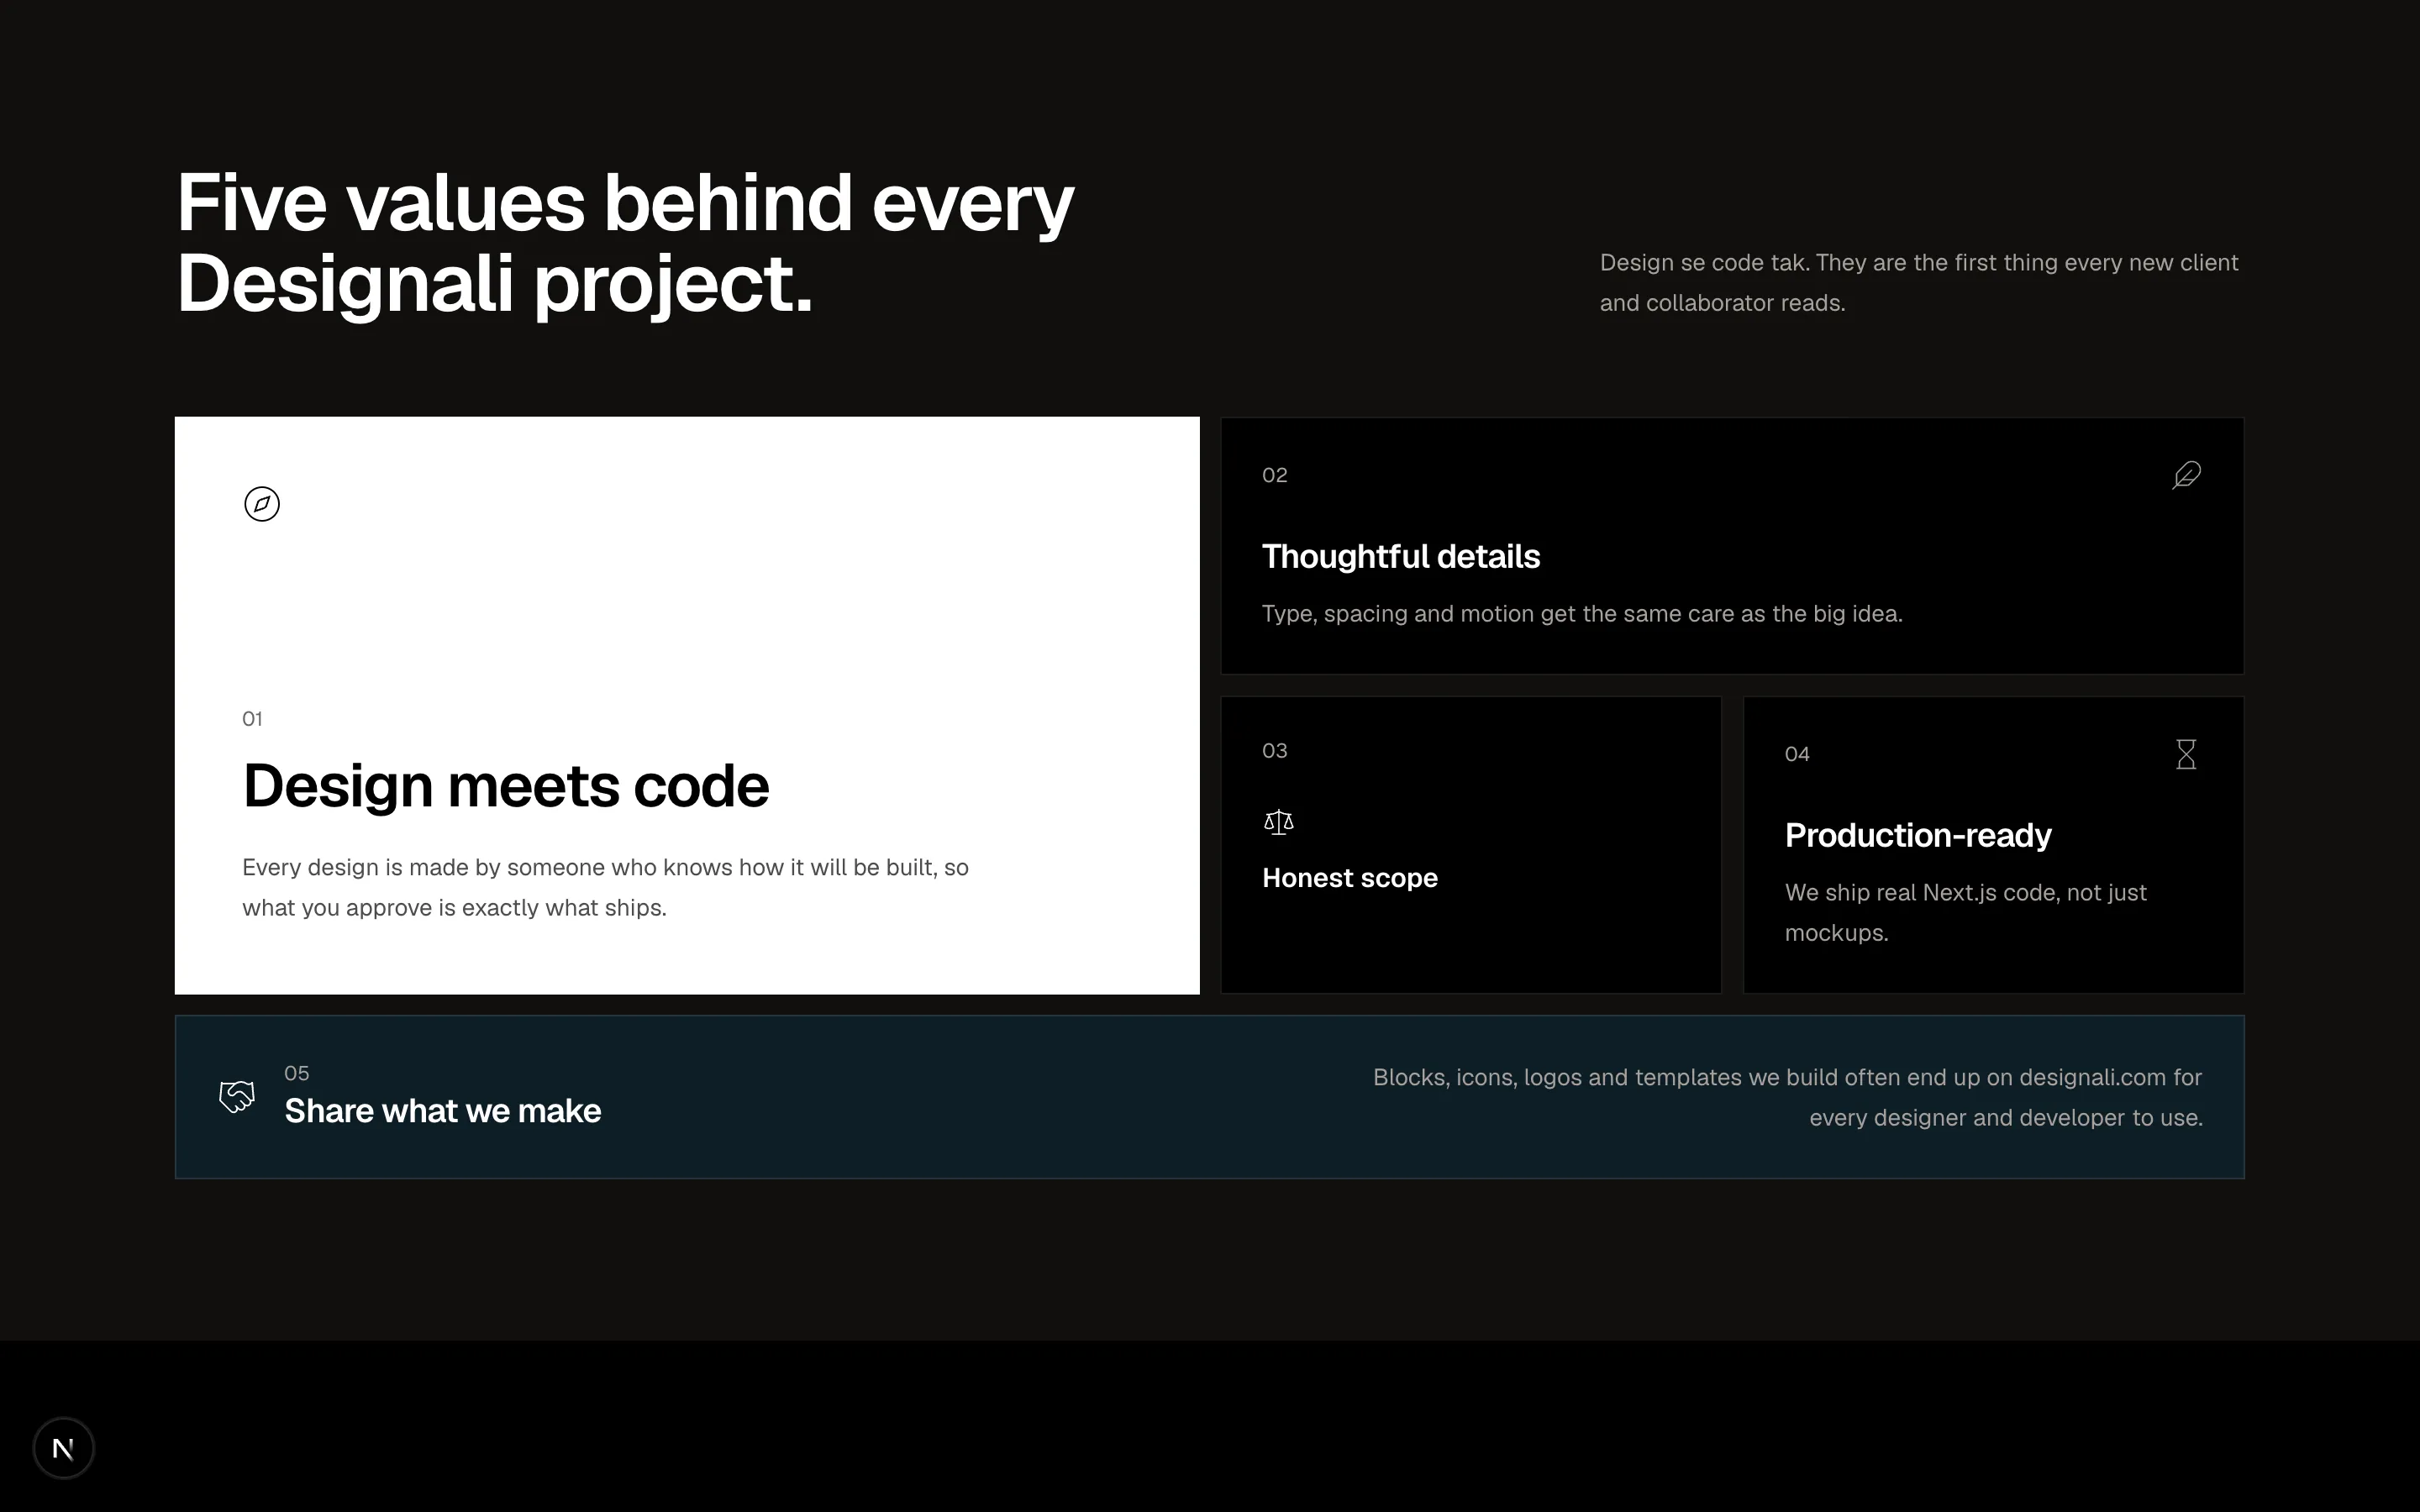 Five values behind every
Designali project.
Design se code tak. They are the first thing every new client
and collaborator reads.
01
Design meets code
Every design is made by someone who knows how it will be built, so
what you approve is exactly what ships.
02
Thoughtful details
Type, spacing and motion get the same care as the big idea.
03
Honest scope
04
Production-ready
We ship real Next.js code, not just
mockups.
05
Share what we make
Blocks, icons, logos and templates we build often end up on designali.com for
every designer and developer to use.
N